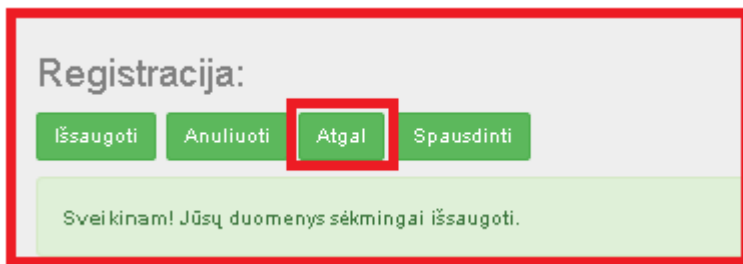 Registracija:
Išsaugoti Anuliuoti Atgal Spausdinti
Sveikinam! Jūsų duomenys sėkmingai išsaugoti.